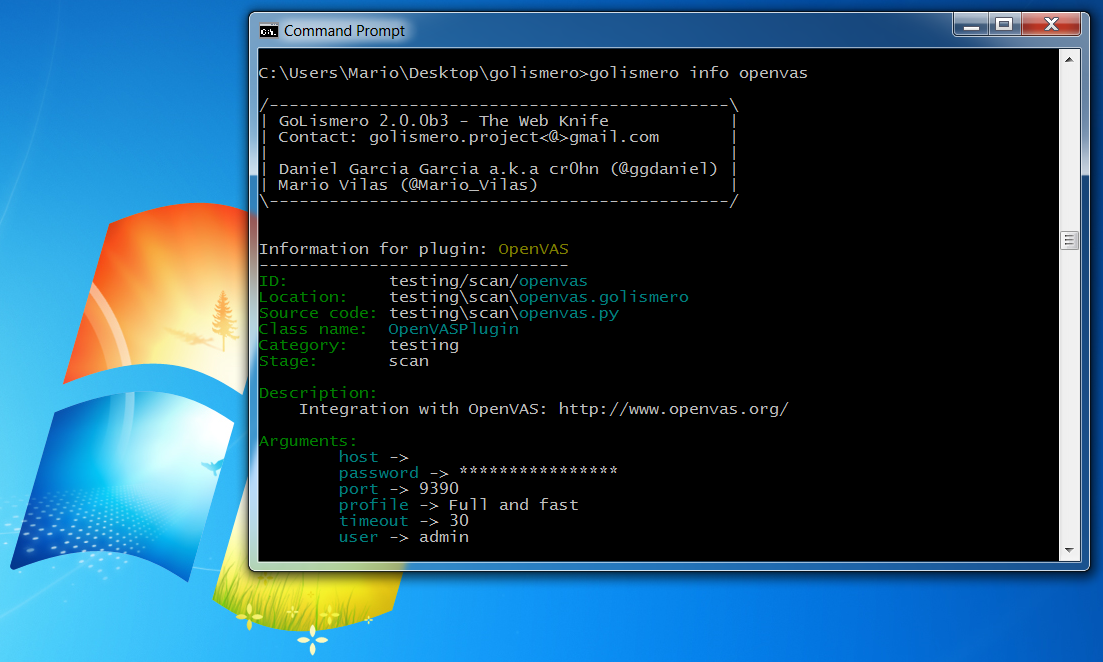 Command Prompt
C:\Users\Mario\Desktop\golismero>golismero info openvas
/----------------------------------------------\
| GoLismero 2.0.0b3 - The Web Knife            |
| Contact: golismero.project<@>gmail.com       |
|                                              |
| Daniel Garcia Garcia a.k.a cr0hn (@ggdaniel) |
| Mario Vilas (@Mario_Vilas)                   |
\----------------------------------------------/
Information for plugin: OpenVAS
-------------------------------
ID:          testing/scan/openvas
Location:    testing\scan\openvas.golismero
Source code: testing\scan\openvas.py
Class name:  OpenVASPlugin
Category:    testing
Stage:       scan
Description:
    Integration with OpenVAS: http://www.openvas.org/
Arguments:
        host ->
        password -> ****************
        port -> 9390
        profile -> Full and fast
        timeout -> 30
        user -> admin